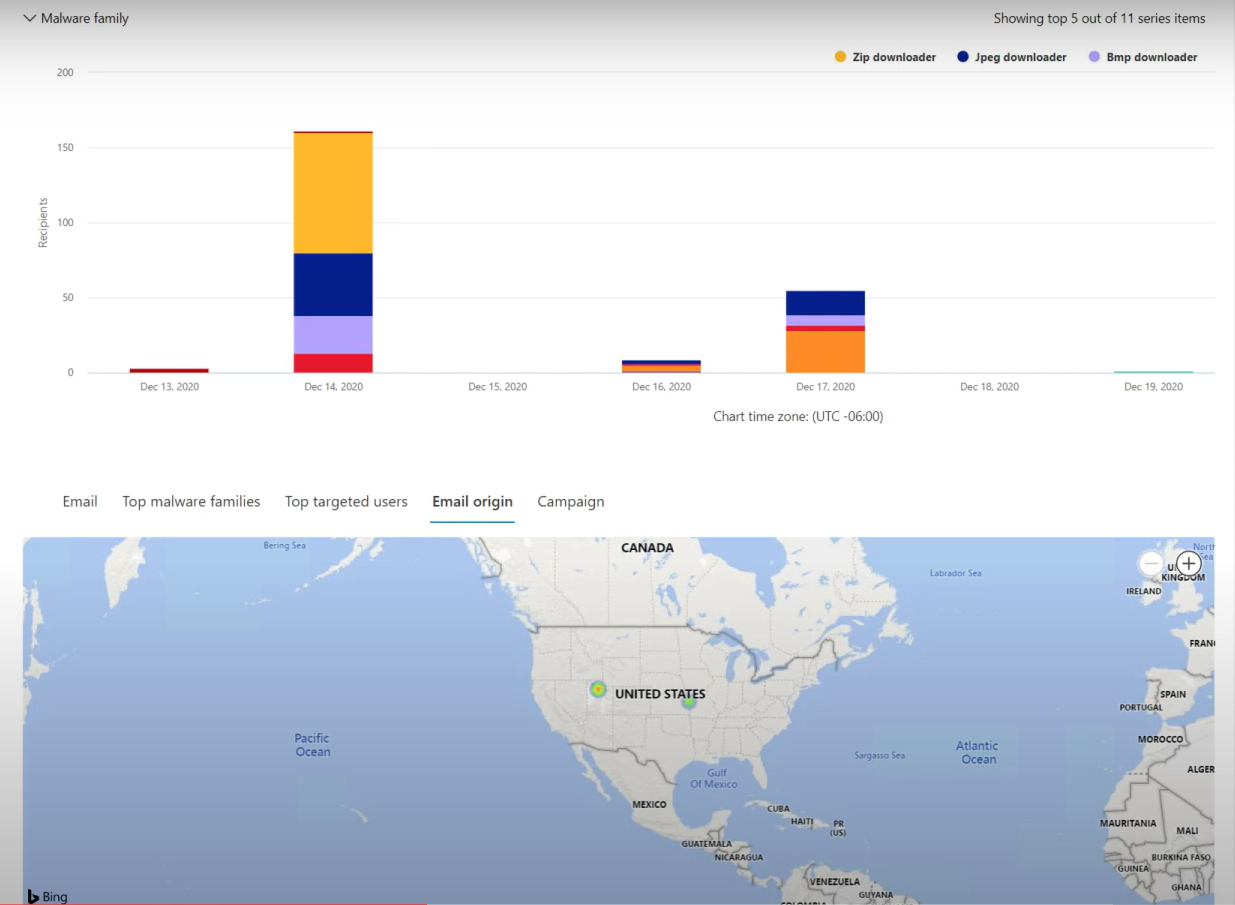 Malware family
Showing top 5 out of 11 series items
Zip downloader
Jpeg downloader
Bmp downloader
200
150
100
50
0
Recipients
Dec 13, 2020
Dec 14, 2020
Dec 15, 2020
Dec 16, 2020
Dec 17, 2020
Dec 18, 2020
Dec 19, 2020
Chart time zone: (UTC -06:00)
Email
Top malware families
Top targeted users
Email origin
Campaign
Bering Sea
CANADA
Labrador Sea
North
Sea
KINGDOM
IRELAND
FRAN
UNITED STATES
SPAIN
PORTUGAL
Pacific
Ocean
MOROCCO
Atlantic
Ocean
Sargasso Sea
ALGER
Gulf
Of Mexico
MEXICO
CUBA
HAITI
PR
(US)
MAURITANIA
MALI
GUATEMALA
NICARAGUA
BURKINA FASO
GUINEA
VENEZUELA
GHANA
GUYANA
COLOMBIA
Bing